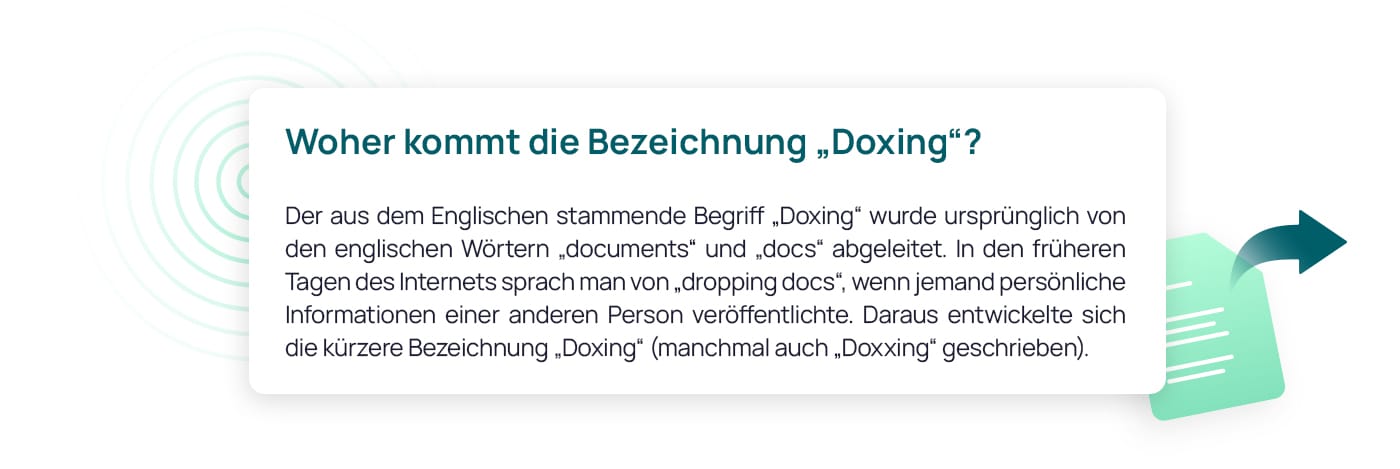 Woher kommt die Bezeichnung „Doxing“?
Der aus dem Englischen stammende Begriff „Doxing“ wurde ursprünglich von
den englischen Wörtern „documents“ und „docs“ abgeleitet. In den früheren
Tagen des Internets sprach man von „dropping docs“, wenn jemand persönliche
Informationen einer anderen Person veröffentlichte. Daraus entwickelte sich
die kürzere Bezeichnung „Doxing“ (manchmal auch „Doxxing“ geschrieben).